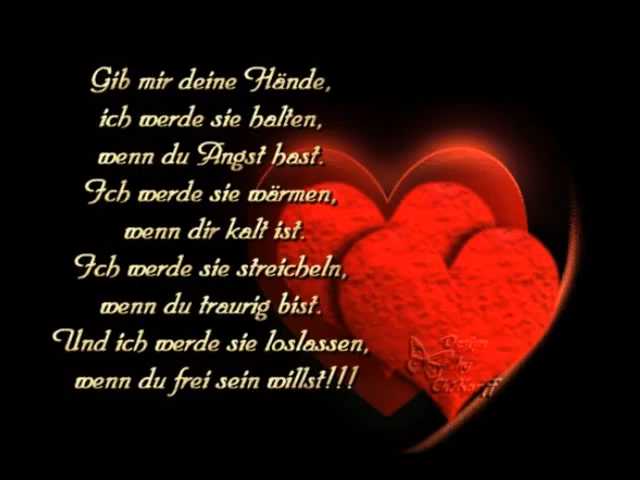 Gib mir deine Hände,
ich werde sie halten,
wenn du Angst hast.
Ich werde sie wärmen,
wenn dir kalt ist.
Ich werde sie streicheln,
wenn du traurig bist.
Und ich werde sie loslassen,
wenn du frei sein willst!!!
Design
by